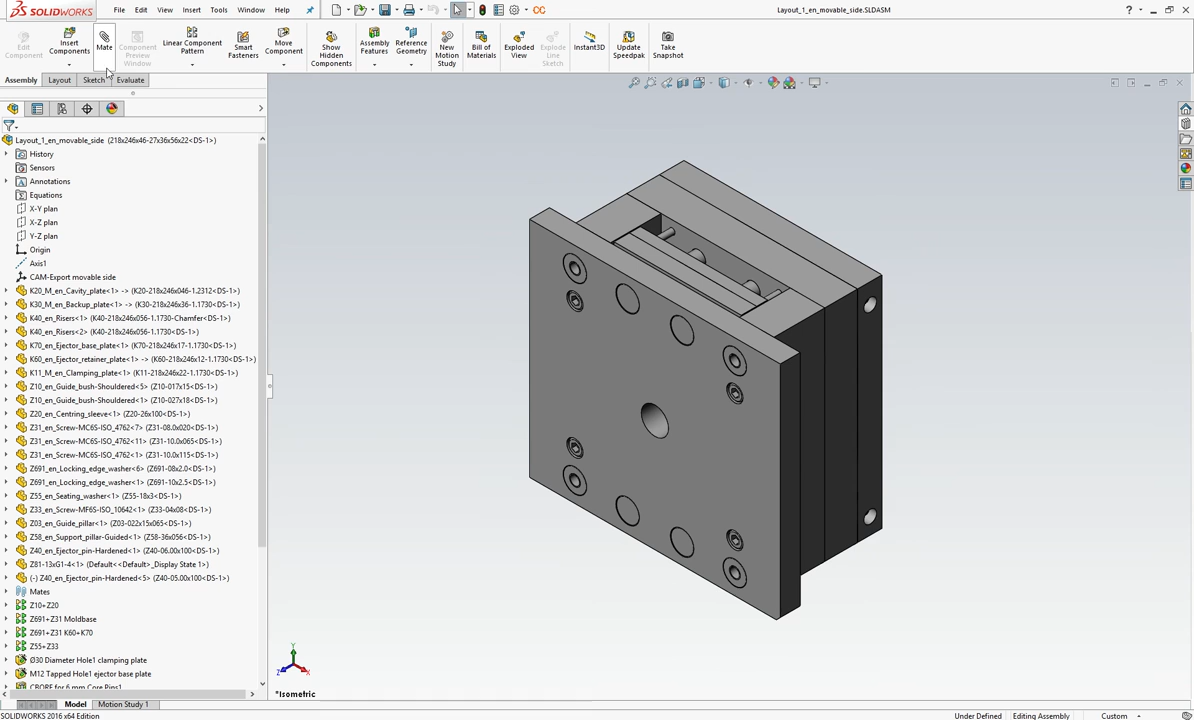 SOLIDWORKS
File Edit View Insert Tools Window Help
Layout_1_en_movable_side.SLDASM
Edit Component
Insert Components
Mate
Component Preview Window
Linear Component Pattern
Smart Fasteners
Move Component
Show Hidden Components
Assembly Features
Reference Geometry
New Motion Study
Bill of Materials
Exploded View
Explode Line Sketch
Instant3D
Update Speedpak
Take Snapshot
Assembly Layout Sketch Evaluate
Layout_1_en_movable_side (218x246x46-27x36x56x22<DS-1>)
History
Sensors
Annotations
Equations
X-Y plan
X-Z plan
Y-Z plan
Origin
Axis1
CAM-Export movable side
K20_M_en_Cavity_plate<1> -> (K20-218x246x046-1.2312<DS-1>)
K30_M_en_Backup_plate<1> -> (K30-218x246x36-1.1730<DS-1>)
K40_en_Risers<1> (K40-218x246x056-1.1730-Chamfer<DS-1>)
K40_en_Risers<2> (K40-218x246x056-1.1730<DS-1>)
K70_en_Ejector_base_plate<1> (K70-218x246x17-1.1730<DS-1>)
K60_en_Ejector_retainer_plate<1> -> (K60-218x246x12-1.1730<DS-1>)
K11_M_en_Clamping_plate<1> (K11-218x246x22-1.1730<DS-1>)
Z10_en_Guide_bush-Shouldered<5> (Z10-017x15<DS-1>)
Z10_en_Guide_bush-Shouldered<1> (Z10-027x18<DS-1>)
Z20_en_Centring_sleeve<1> (Z20-26x100<DS-1>)
Z31_en_Screw-MC6S-ISO_4762<7> (Z31-08.0x020<DS-1>)
Z31_en_Screw-MC6S-ISO_4762<11> (Z31-10.0x065<DS-1>)
Z31_en_Screw-MC6S-ISO_4762<1> (Z31-10.0x115<DS-1>)
Z691_en_Locking_edge_washer<6> (Z691-08x2.0<DS-1>)
Z691_en_Locking_edge_washer<1> (Z691-10x2.5<DS-1>)
Z55_en_Seating_washer<1> (Z55-18x3<DS-1>)
Z33_en_Screw-MF6S-ISO_10642<1> (Z33-04x08<DS-1>)
Z03_en_Guide_pillar<1> (Z03-022x15x065<DS-1>)
Z58_en_Support_pillar-Guided<1> (Z58-36x056<DS-1>)
Z40_en_Ejector_pin-Hardened<1> (Z40-06.00x100<DS-1>)
Z81-13xG1-4<1> (Default<<Default>_Display State 1>)
(-) Z40_en_Ejector_pin-Hardened<5> (Z40-05.00x100<DS-1>)
Mates
Z10+Z20
Z691+Z31 Moldbase
Z691+Z31 K60+K70
Z55+Z33
Ø30 Diameter Hole1 clamping plate
M12 Tapped Hole1 ejector base plate
CBORE for 6 mm Core Pins1
Y
Z
X
*Isometric
Model Motion Study 1
SOLIDWORKS 2016 x64 Edition
Under Defined Editing Assembly Custom